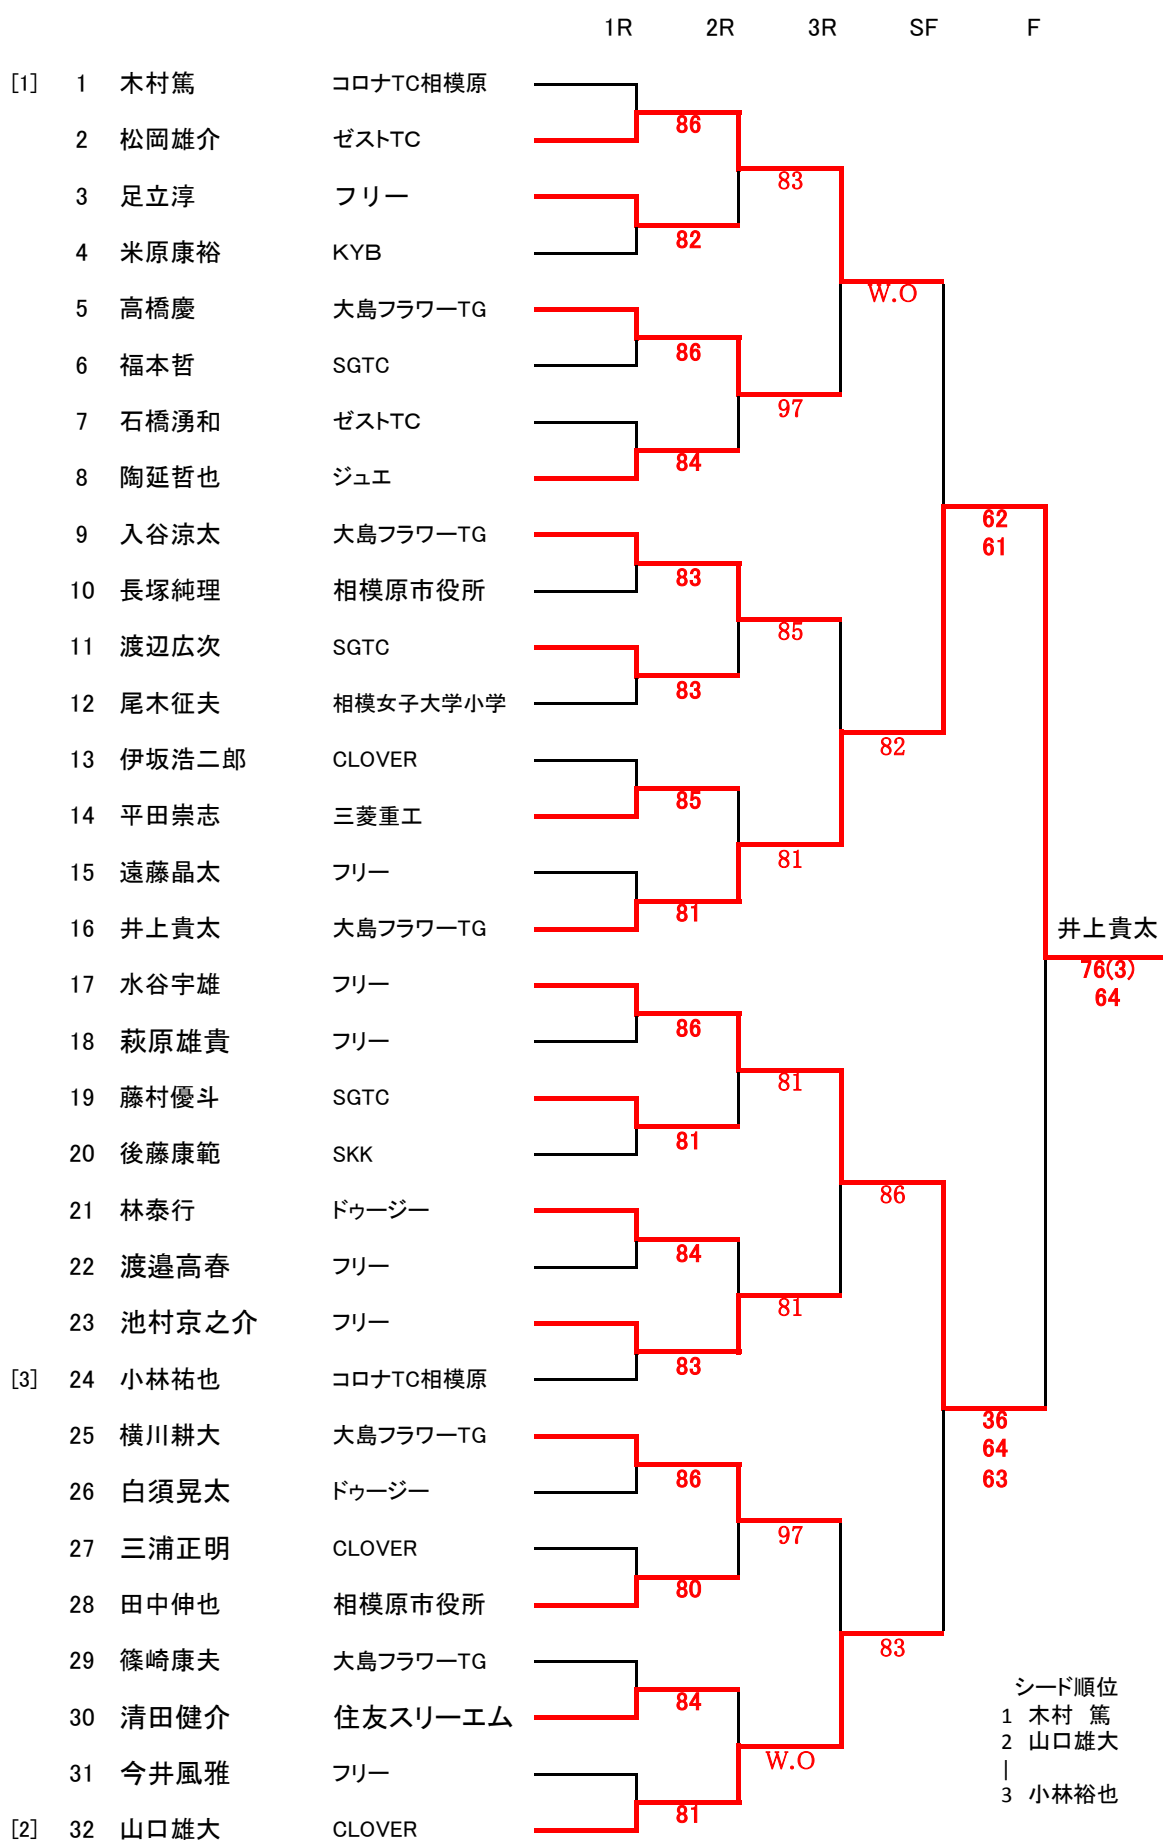 1R 2R 3R SF F
[1] 1 木村篤 コロナTC相模原
86
2 松岡雄介 ゼストTC
83
3 足立淳 フリー
82
4 米原康裕 KYB
W.O
5 高橋慶 大島フラワーTG
86
6 福本哲 SGTC
97
7 石橋湧和 ゼストTC
84
8 陶延哲也 ジュエ
62
9 入谷涼太 大島フラワーTG
61
83
10 長塚純理 相模原市役所
85
11 渡辺広次 SGTC
83
12 尾木征夫 相模女子大学小学
82
13 伊坂浩二郎 CLOVER
85
14 平田崇志 三菱重工
81
15 遠藤晶太 フリー
81
16 井上貴太 大島フラワーTG 井上貴太
76(3)
17 水谷宇雄 フリー
64
86
18 萩原雄貴 フリー
81
19 藤村優斗 SGTC
81
20 後藤康範 SKK
86
21 林泰行 ドゥージー
84
22 渡邉高春 フリー
81
23 池村京之介 フリー
83
[3] 24 小林祐也 コロナTC相模原
36
25 横川耕大 大島フラワーTG
64
86
63
26 白須晃太 ドゥージー
97
27 三浦正明 CLOVER
80
28 田中伸也 相模原市役所
83
29 篠崎康夫 大島フラワーTG
シード順位
84
30 清田健介 住友スリーエム
1 木村 篤
2 山口雄大
W.O
|
31 今井風雅 フリー
3 小林裕也
81
[2] 32 山口雄大 CLOVER